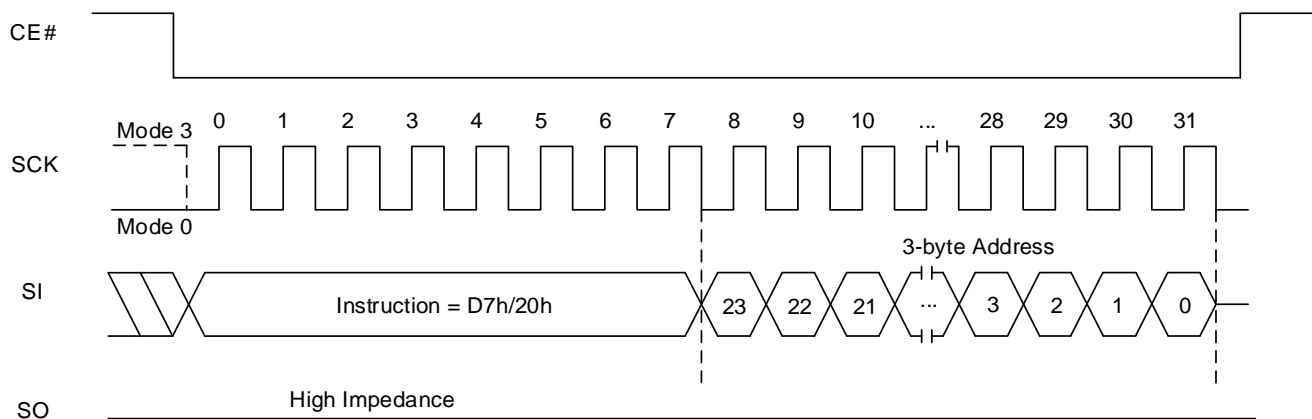 CE#
0 1 2 3 4 5 6 7 8 9 10 ... 28 29 30 31
Mode 3
SCK
Mode 0
3-byte Address
SI
Instruction = D7h/20h 23 22 21 ... 3 2 1 0
High Impedance
SO